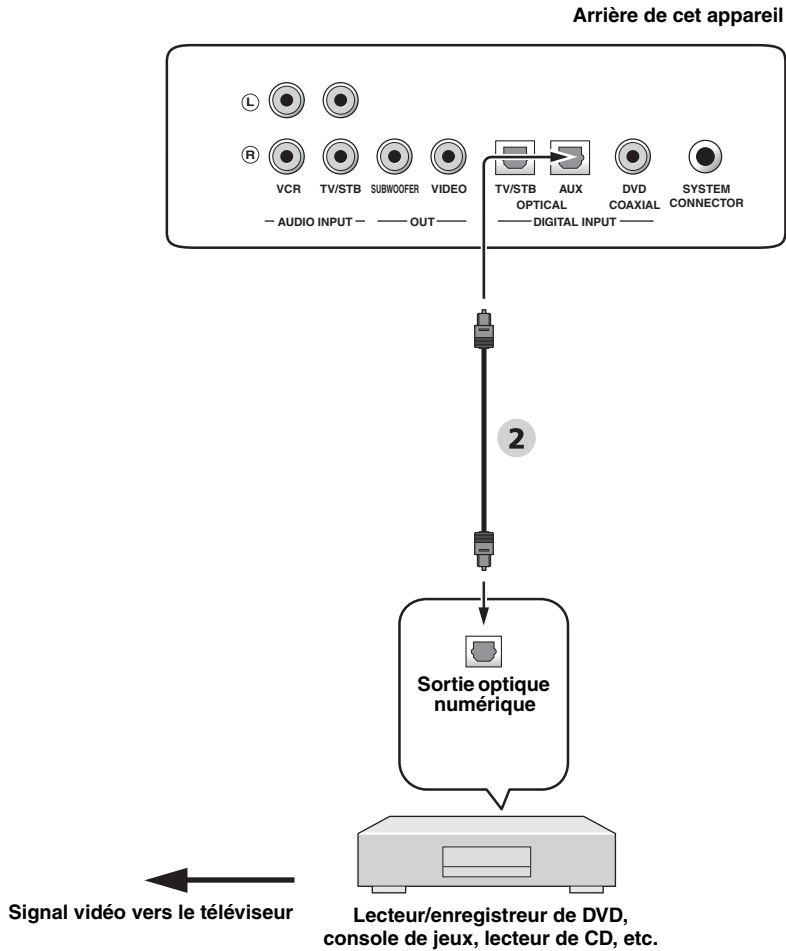 Arrière de cet appareil
L
R
VCR TV/STB SUBWOOFER VIDEO TV/STB AUX DVD SYSTEM
OPTICAL COAXIAL CONNECTOR
AUDIO INPUT OUT DIGITAL INPUT
2
Sortie optique
numérique
Signal vidéo vers le téléviseur
Lecteur/enregistreur de DVD,
console de jeux, lecteur de CD, etc.